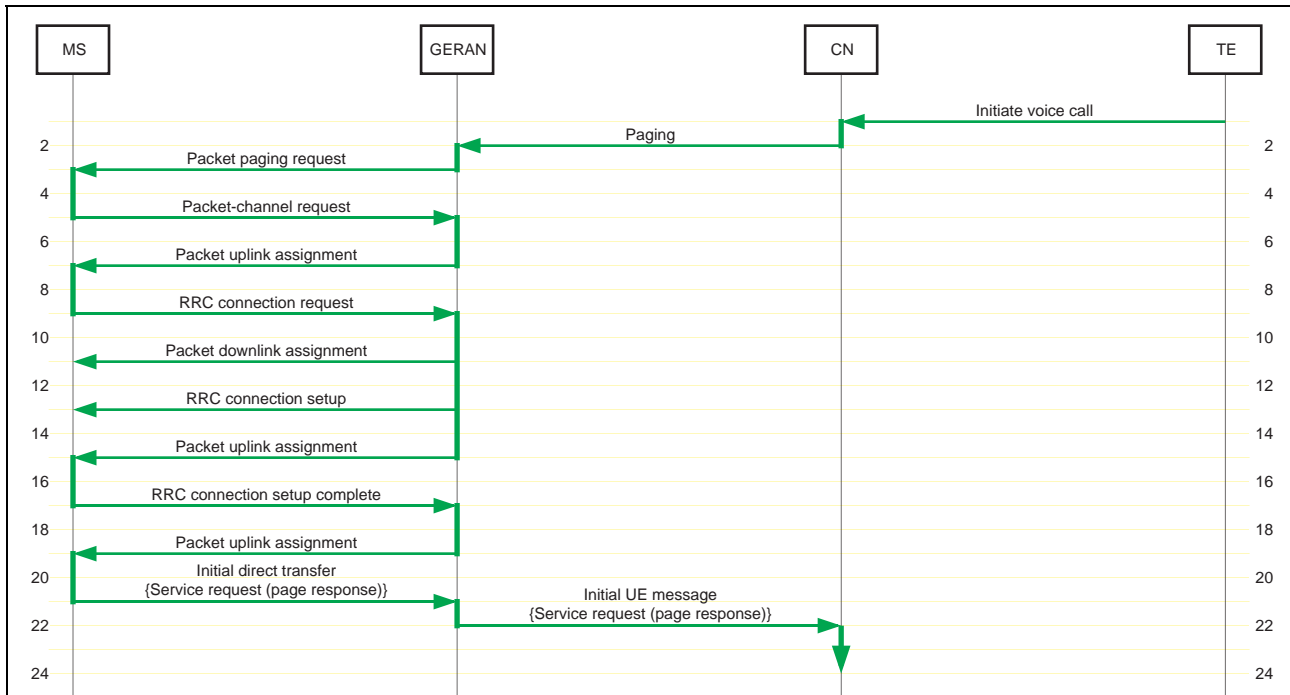 MS GERAN CN TE
Initiate voice call
Paging
2 2
Packet paging request
4 4
Packet-channel request
6 6
Packet uplink assignment
8 8
RRC connection request
10 10
Packet downlink assignment
12 12
RRC connection setup
14 14
Packet uplink assignment
16 16
RRC connection setup complete
18 18
Packet uplink assignment
20 20
Initial direct transfer
{Service request (page response)}
Initial UE message
{Service request (page response)}
22 22
24 24